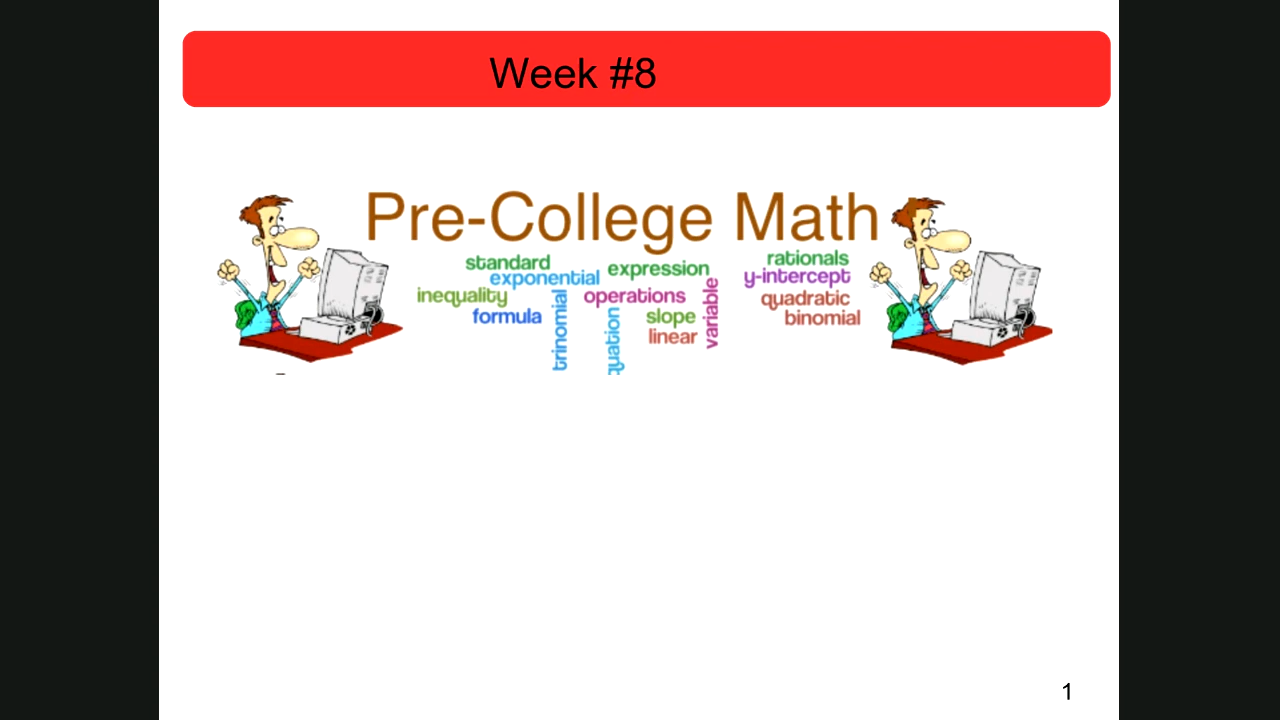 Week #8
Pre-College Math
standard
exponential
expression
rationals
y-intercept
inequality
operations
quadratic
formula
trinomial
slope
variable
binomial
linear
1